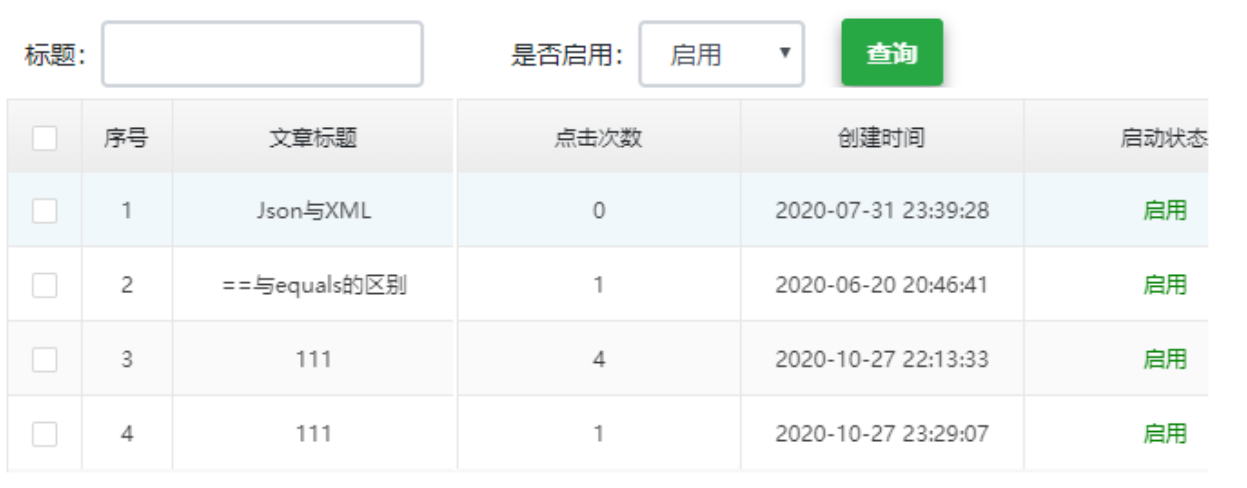 标题： 是否启用： 启用 查询
序号 文章标题 点击次数 创建时间 启动状态
1 Json与XML 0 2020-07-31 23:39:28 启用
2 ==与equals的区别 1 2020-06-20 20:46:41 启用
3 111 4 2020-10-27 22:13:33 启用
4 111 1 2020-10-27 23:29:07 启用